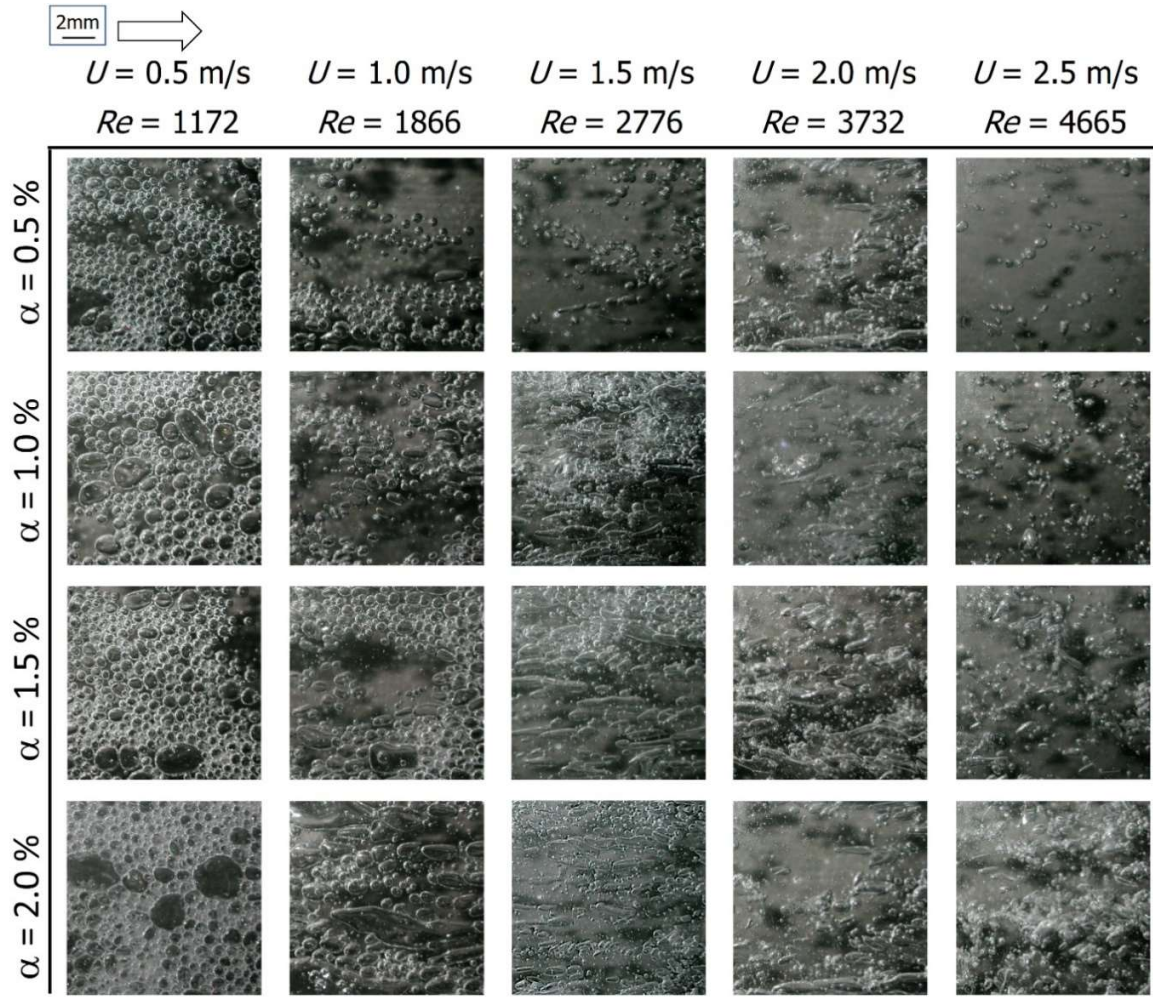 2mm
U = 0.5 m/s U = 1.0 m/s U = 1.5 m/s U = 2.0 m/s U = 2.5 m/s
Re = 1172 Re = 1866 Re = 2776 Re = 3732 Re = 4665
α = 0.5 %
α = 1.0 %
α = 1.5 %
α = 2.0 %